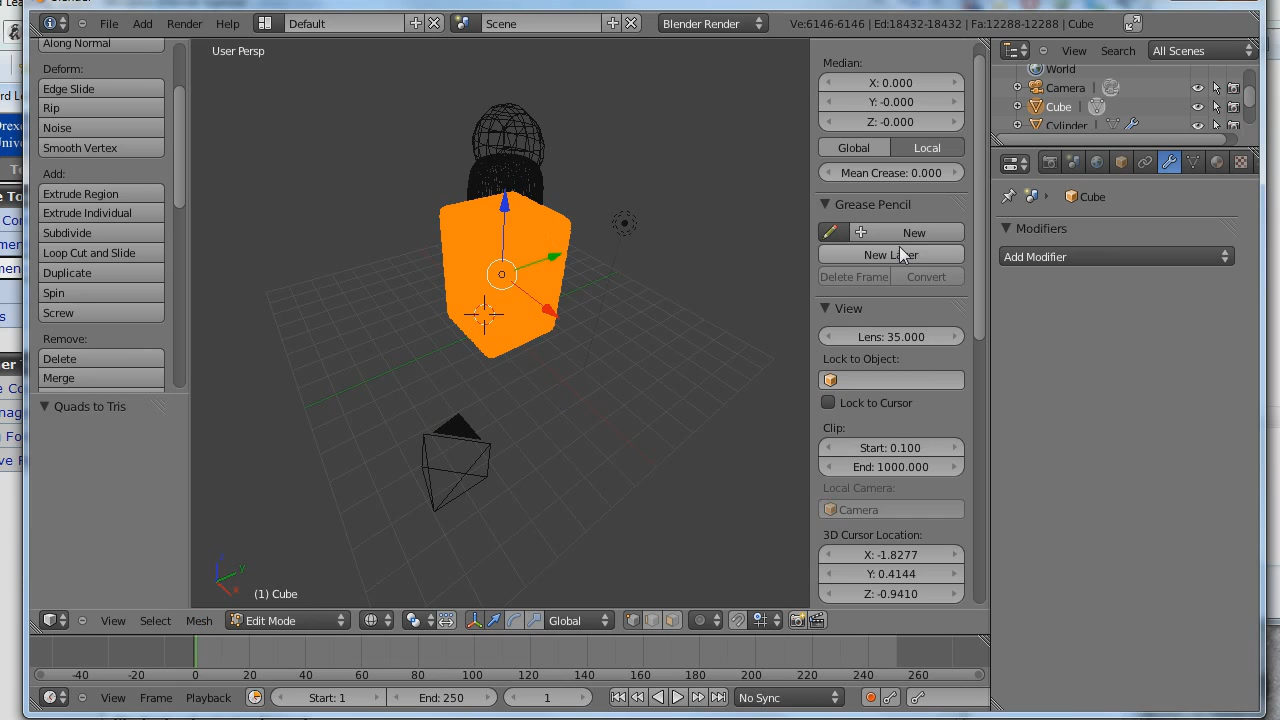 File Add Render Help Default Scene Blender Render Ve:6146-6146 | Ed:18432-18432 | Fa:12288-12288 | Cube
Along Normal
Deform:
Edge Slide
Rip
Noise
Smooth Vertex
Add:
Extrude Region
Extrude Individual
Subdivide
Loop Cut and Slide
Duplicate
Spin
Screw
Remove:
Delete
Merge
Quads to Tris
User Persp
(1) Cube
z
y
x
Median:
X: 0.000
Y: -0.000
Z: -0.000
Global Local
Mean Crease: 0.000
Grease Pencil
New
New Layer
Delete Frame Convert
View
Lens: 35.000
Lock to Object:
Lock to Cursor
Clip:
Start: 0.100
End: 1000.000
Local Camera:
Camera
3D Cursor Location:
X: -1.8277
Y: 0.4144
Z: -0.9410
View Search All Scenes
World
Camera
Cube
Cylinder
Cube
Modifiers
Add Modifier
View Select Mesh Edit Mode Global
-40 -20 0 20 40 60 80 100 120 140 160 180 200 220 240 260
View Frame Playback Start: 1 End: 250 1 No Sync